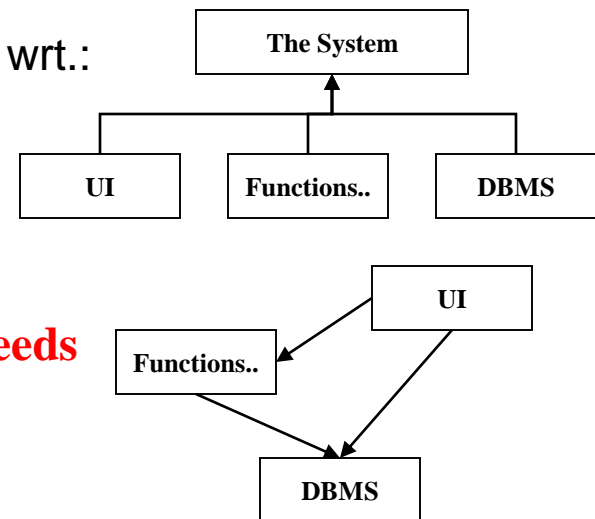 wrt.:
The System
UI
Functions..
DBMS
UI
eeds
Functions..
DBMS